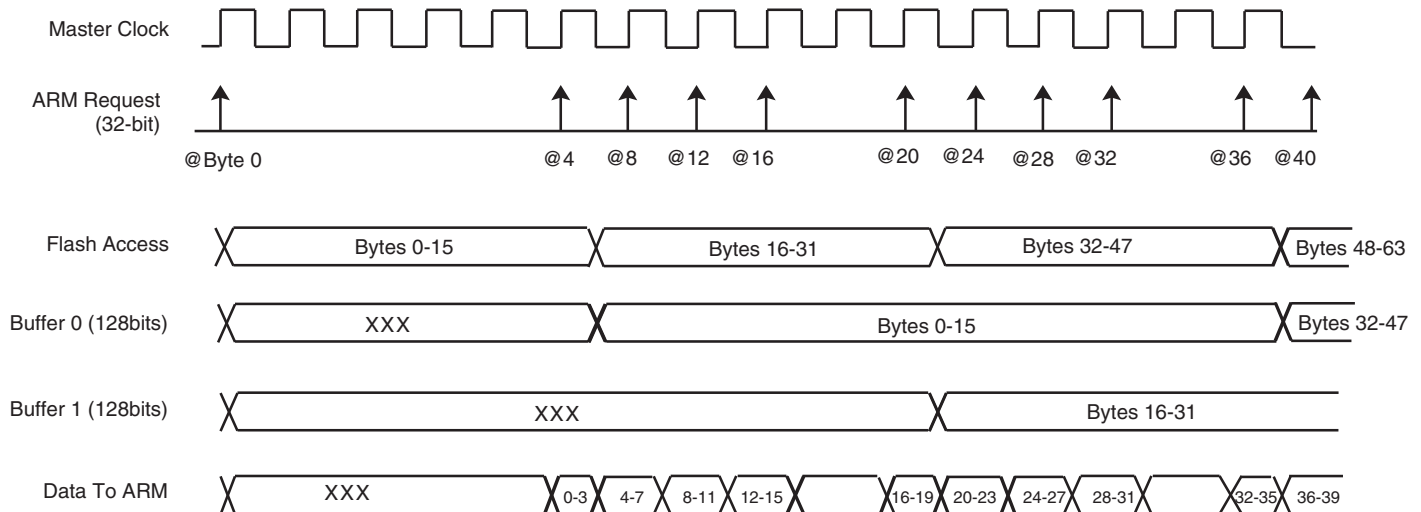 Master Clock
ARM Request
(32-bit)
@Byte 0 @4 @8 @12 @16 @20 @24 @28 @32 @36 @40
Flash Access Bytes 0-15 Bytes 16-31 Bytes 32-47 Bytes 48-63
Buffer 0 (128bits) XXX Bytes 0-15 Bytes 32-47
Buffer 1 (128bits) XXX Bytes 16-31
Data To ARM XXX 0-3 4-7 8-11 12-15 16-19 20-23 24-27 28-31 32-35 36-39